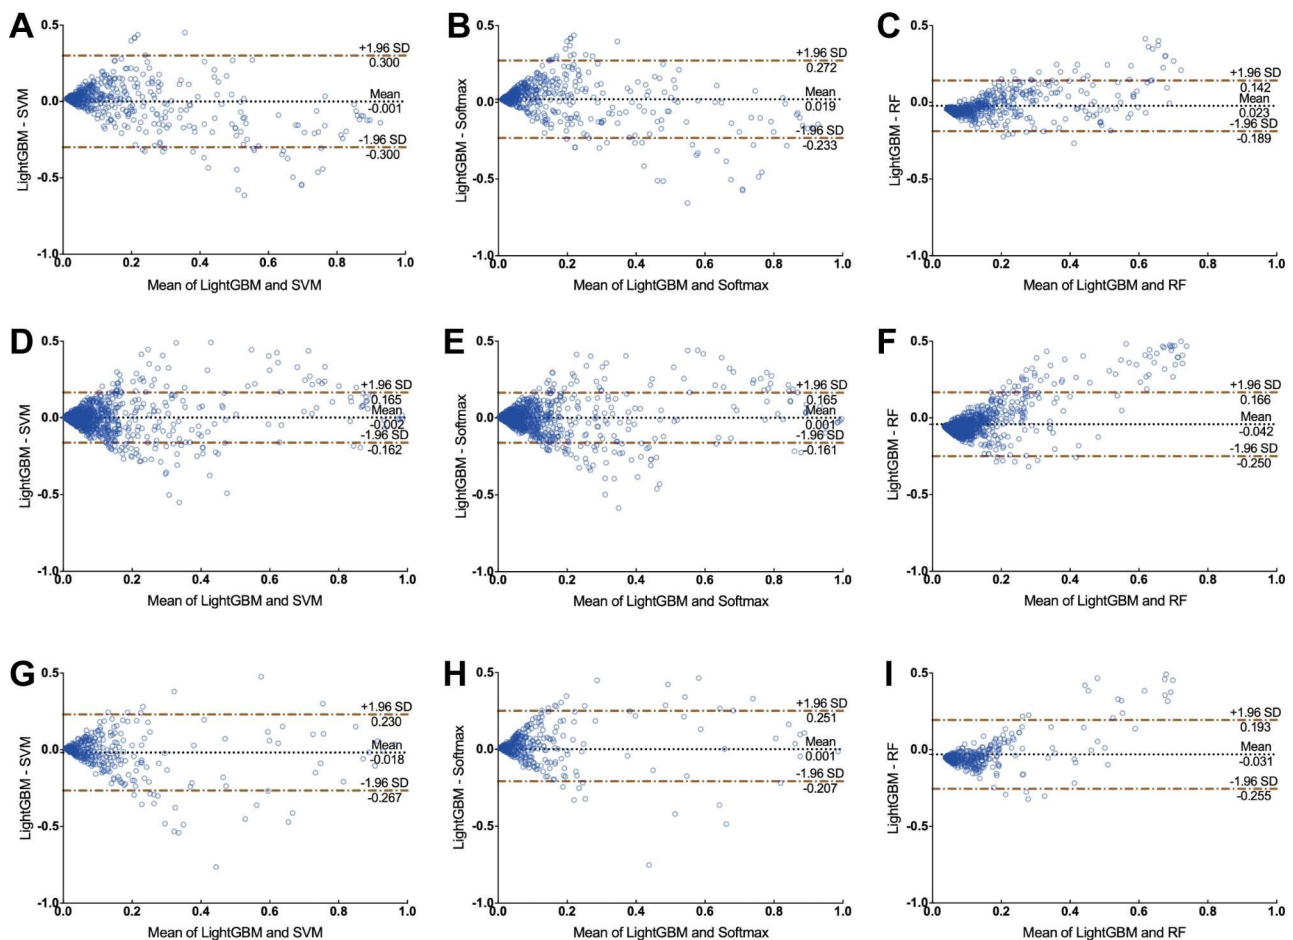 A
0.5
+1.96 SD
0.300
Mean
-0.001
-1.96 SD
-0.300
0.0
-0.5
-1.0
LightGBM - SVM
0.0 0.2 0.4 0.6 0.8 1.0
Mean of LightGBM and SVM
B
0.5
+1.96 SD
0.272
Mean
0.019
-1.96 SD
-0.233
0.0
-0.5
-1.0
LightGBM - Softmax
0.0 0.2 0.4 0.6 0.8 1.0
Mean of LightGBM and Softmax
C
0.5
+1.96 SD
0.142
Mean
0.023
-1.96 SD
-0.189
0.0
-0.5
-1.0
LightGBM - RF
0.0 0.2 0.4 0.6 0.8 1.0
Mean of LightGBM and RF
D
0.5
+1.96 SD
0.165
Mean
-0.002
-1.96 SD
-0.162
0.0
-0.5
-1.0
LightGBM - SVM
0.0 0.2 0.4 0.6 0.8 1.0
Mean of LightGBM and SVM
E
0.5
+1.96 SD
0.165
Mean
0.001
-1.96 SD
-0.161
0.0
-0.5
-1.0
LightGBM - Softmax
0.0 0.2 0.4 0.6 0.8 1.0
Mean of LightGBM and Softmax
F
0.5
+1.96 SD
0.166
Mean
-0.042
-1.96 SD
-0.250
0.0
-0.5
-1.0
LightGBM - RF
0.0 0.2 0.4 0.6 0.8 1.0
Mean of LightGBM and RF
G
0.5
+1.96 SD
0.230
Mean
-0.018
-1.96 SD
-0.267
0.0
-0.5
-1.0
LightGBM - SVM
0.0 0.2 0.4 0.6 0.8 1.0
Mean of LightGBM and SVM
H
0.5
+1.96 SD
0.251
Mean
0.001
-1.96 SD
-0.207
0.0
-0.5
-1.0
LightGBM - Softmax
0.0 0.2 0.4 0.6 0.8 1.0
Mean of LightGBM and Softmax
I
0.5
+1.96 SD
0.193
Mean
-0.031
-1.96 SD
-0.255
0.0
-0.5
-1.0
LightGBM - RF
0.0 0.2 0.4 0.6 0.8 1.0
Mean of LightGBM and RF